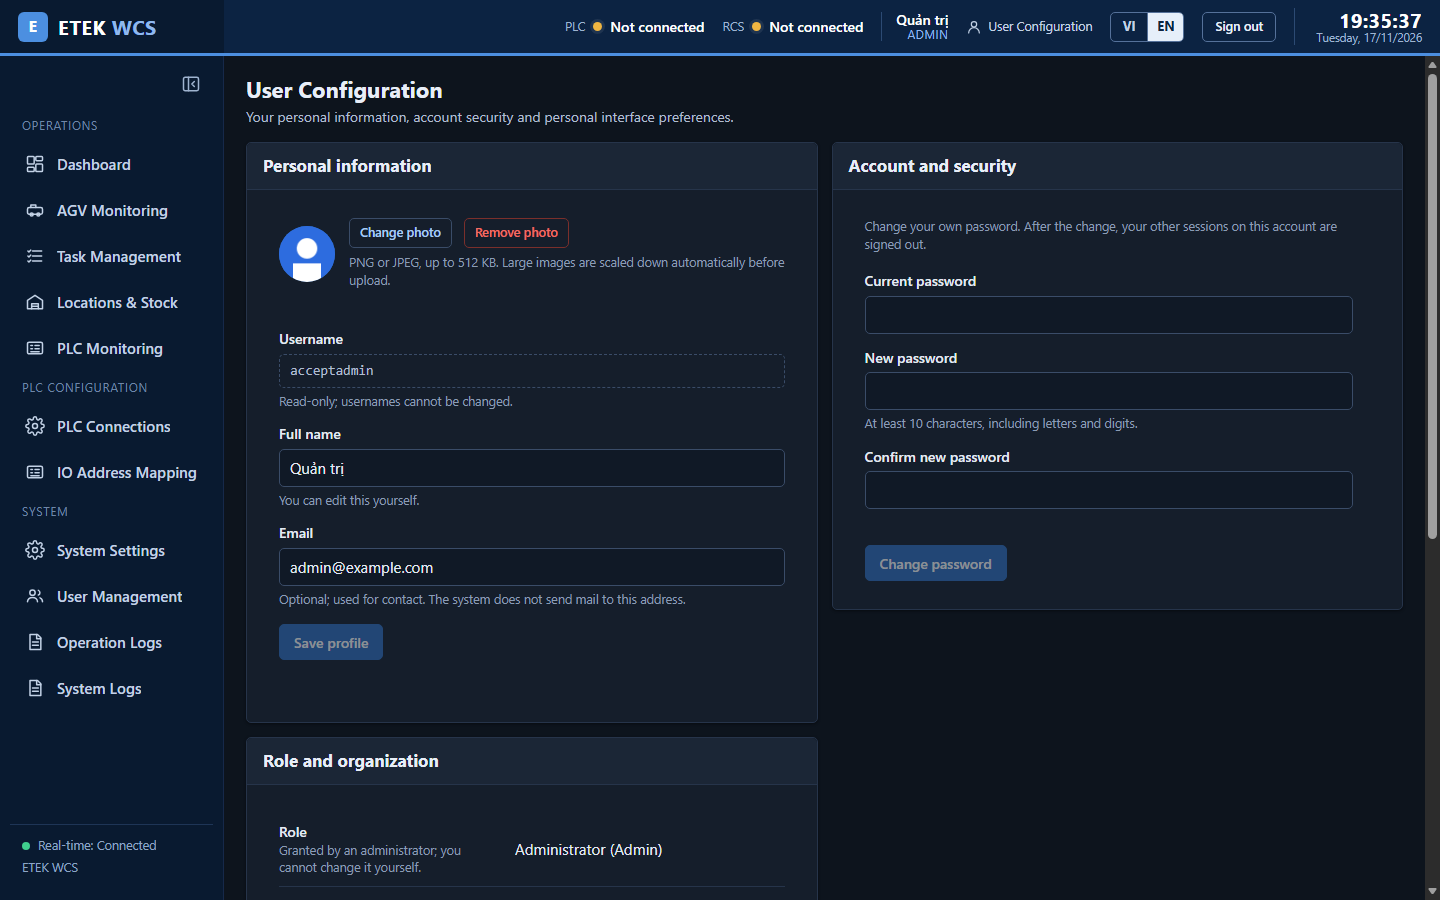 E ETEK WCS
PLC Not connected RCS Not connected
Quản trị
ADMIN
User Configuration
VI EN
Sign out
19:35:37
Tuesday, 17/11/2026
OPERATIONS
Dashboard
AGV Monitoring
Task Management
Locations & Stock
PLC Monitoring
PLC CONFIGURATION
PLC Connections
IO Address Mapping
SYSTEM
System Settings
User Management
Operation Logs
System Logs
Real-time: Connected
ETEK WCS
User Configuration
Your personal information, account security and personal interface preferences.
Personal information
Change photo Remove photo
PNG or JPEG, up to 512 KB. Large images are scaled down automatically before
upload.
Username
acceptadmin
Read-only; usernames cannot be changed.
Full name
Quản trị
You can edit this yourself.
Email
admin@example.com
Optional; used for contact. The system does not send mail to this address.
Save profile
Account and security
Change your own password. After the change, your other sessions on this account are
signed out.
Current password
New password
At least 10 characters, including letters and digits.
Confirm new password
Change password
Role and organization
Role
Granted by an administrator; you
cannot change it yourself.
Administrator (Admin)